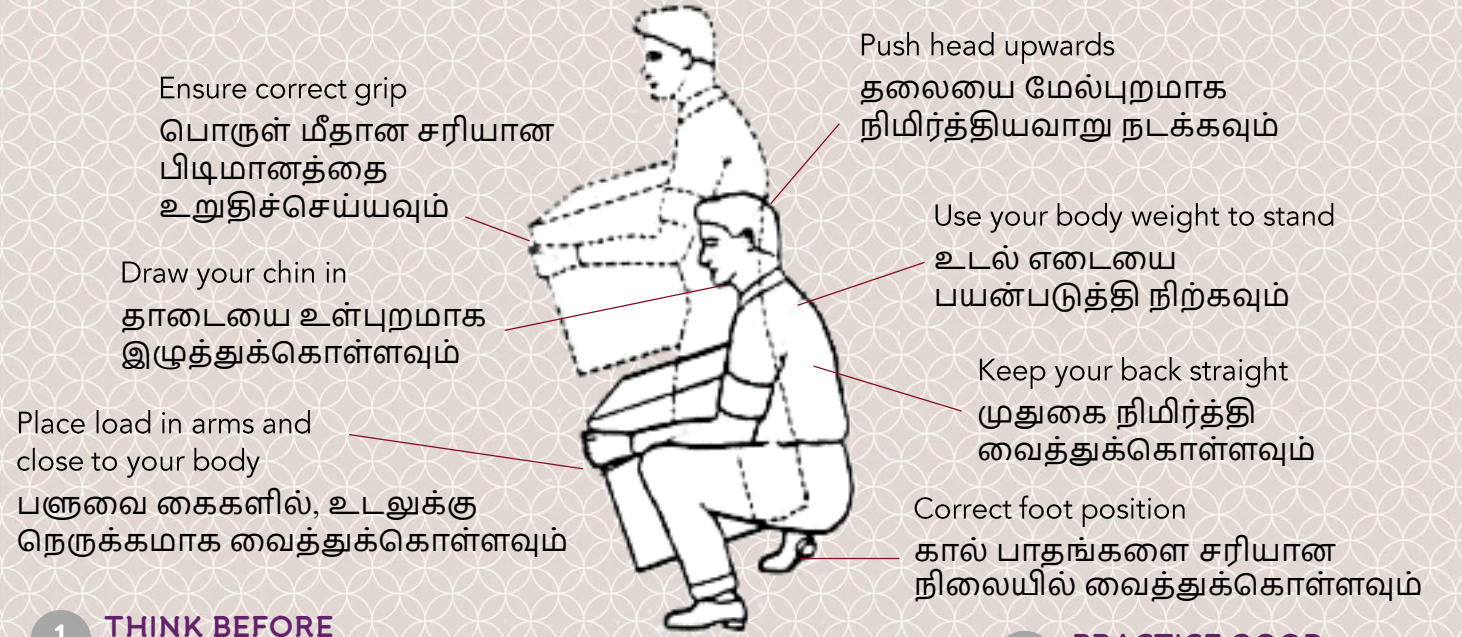 Ensure correct grip
பொருள் மீதான சரியான
பிடிமானத்தை
உறுதிச்செய்யவும்
Draw your chin in
தாடையை உள்புறமாக
இழுத்துக்கொள்ளவும்
Place load in arms and
close to your body
பளுவை கைகளில், உடலுக்கு
நெருக்கமாக வைத்துக்கொள்ளவும்
Push head upwards
தலையை மேல்புறமாக
நிமிர்த்தியவாறு நடக்கவும்
Use your body weight to stand
உடல் எடையை
பயன்படுத்தி நிற்கவும்
Keep your back straight
முதுகை நிமிர்த்தி
வைத்துக்கொள்ளவும்
Correct foot position
கால் பாதங்களை சரியான
நிலையில் வைத்துக்கொள்ளவும்
1 THINK BEFORE
PRACTICE GOOD